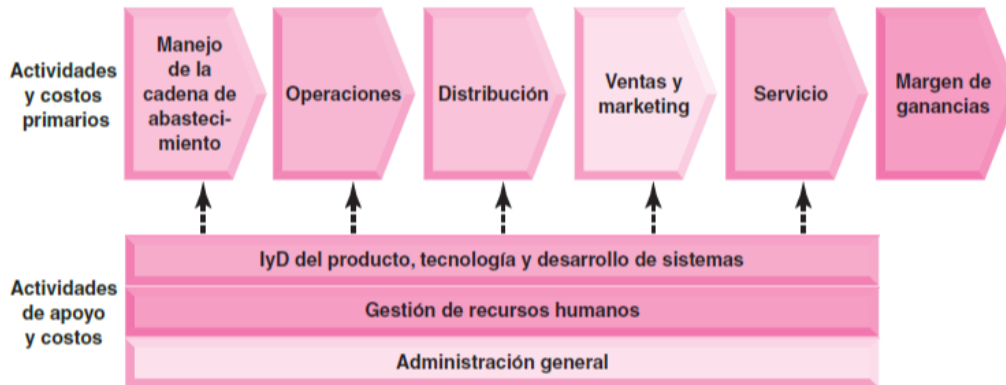 Actividades
y costos
primarios
Manejo
de la
cadena de
abasteci-
miento
Operaciones
Distribución
Ventas y
marketing
Servicio
Margen de
ganancias
Actividades
de apoyo
y costos
IyD del producto, tecnología y desarrollo de sistemas
Gestión de recursos humanos
Administración general